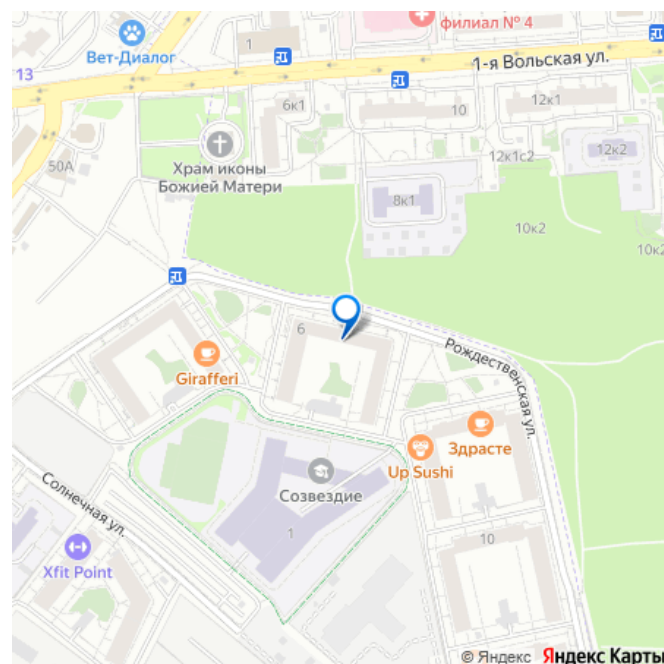 филиал № 4
Вет-Диалог
1
1-я Вольская ул.
13
6к1
10
12к1
50А
Храм иконы
Божией Матери
12к1с2
12к2
8к1
10к2
10к2
6
Рождественская ул.
Giraffe​ri
Здрасте
Up Sushi
Созвездие
Солнечная ул.
1
10
Xfit Point
© Яндекс Яндекс Карты